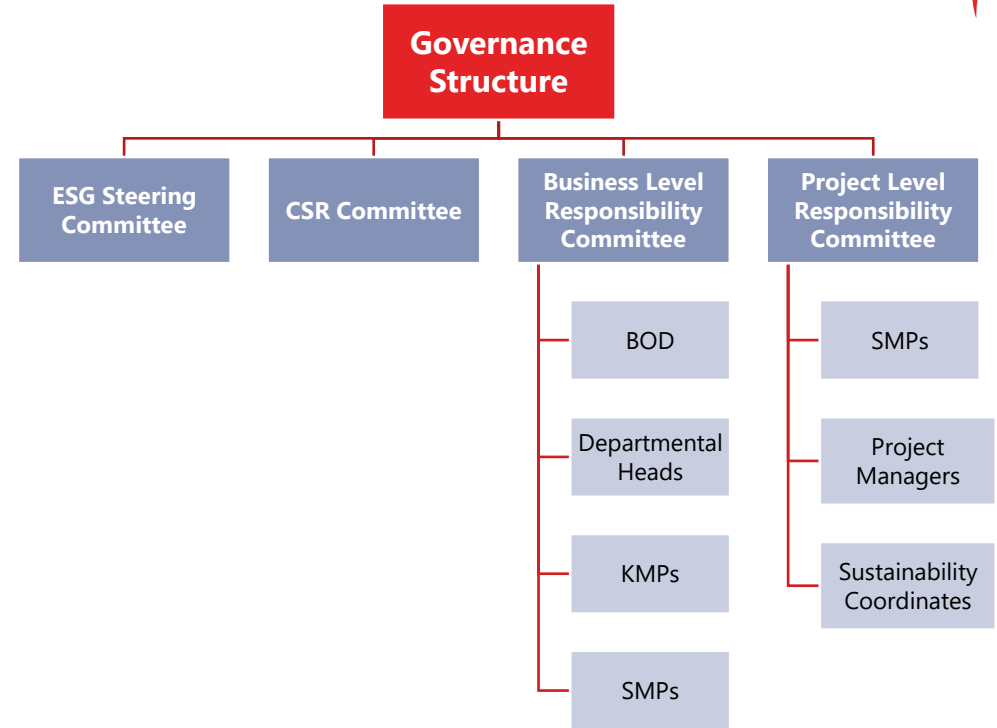 Governance
Structure
ESG Steering
Committee
CSR Committee
Business Level
Responsibility
Committee
Project Level
Responsibility
Committee
BOD
Departmental
Heads
KMPs
SMPs
SMPs
Project
Managers
Sustainability
Coordinates